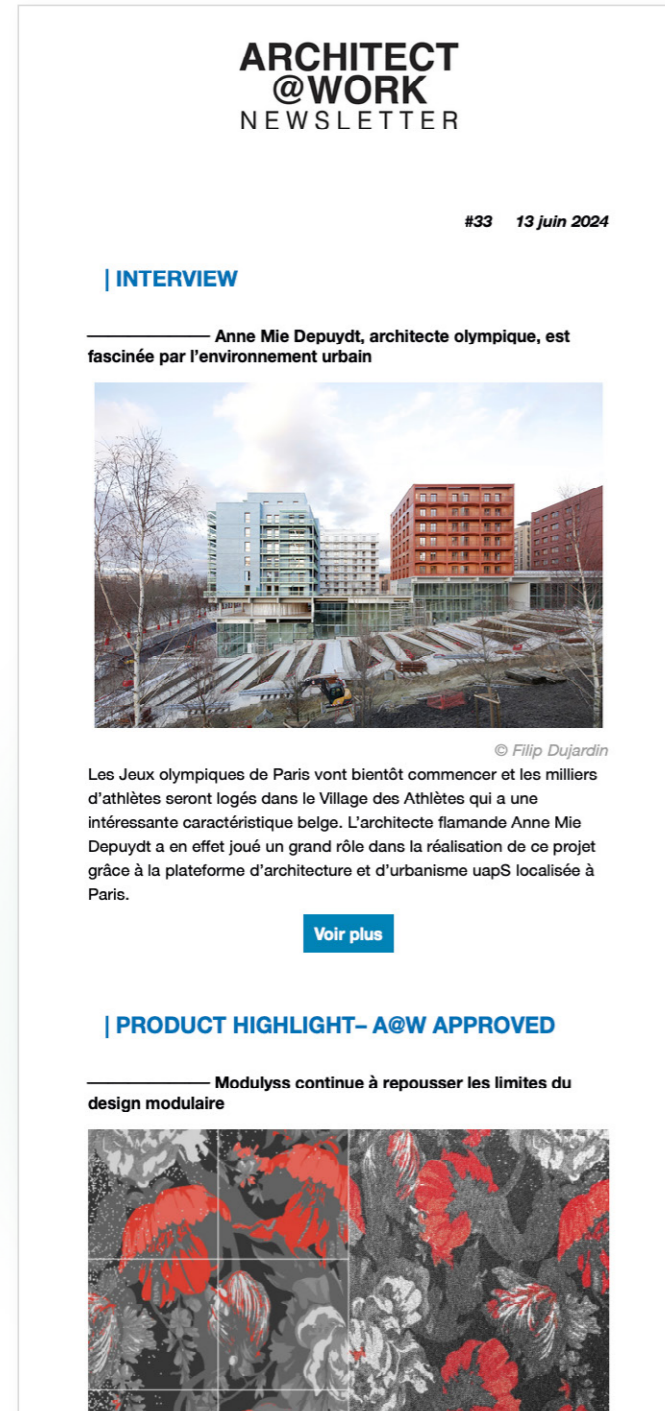 ARCHITECT
@WORK
NEWSLETTER
#33 13 juin 2024
| INTERVIEW
——————— Anne Mie Depuydt, architecte olympique, est
fascinée par l’environnement urbain
© Filip Dujardin
Les Jeux olympiques de Paris vont bientôt commencer et les milliers
d’athlètes seront logés dans le Village des Athlètes qui a une
intéressante caractéristique belge. L’architecte flamande Anne Mie
Depuydt a en effet joué un grand rôle dans la réalisation de ce projet
grâce à la plateforme d’architecture et d’urbanisme uapS localisée à
Paris.
Voir plus
| PRODUCT HIGHLIGHT– A@W APPROVED
——————— Modulyss continue à repousser les limites du
design modulaire